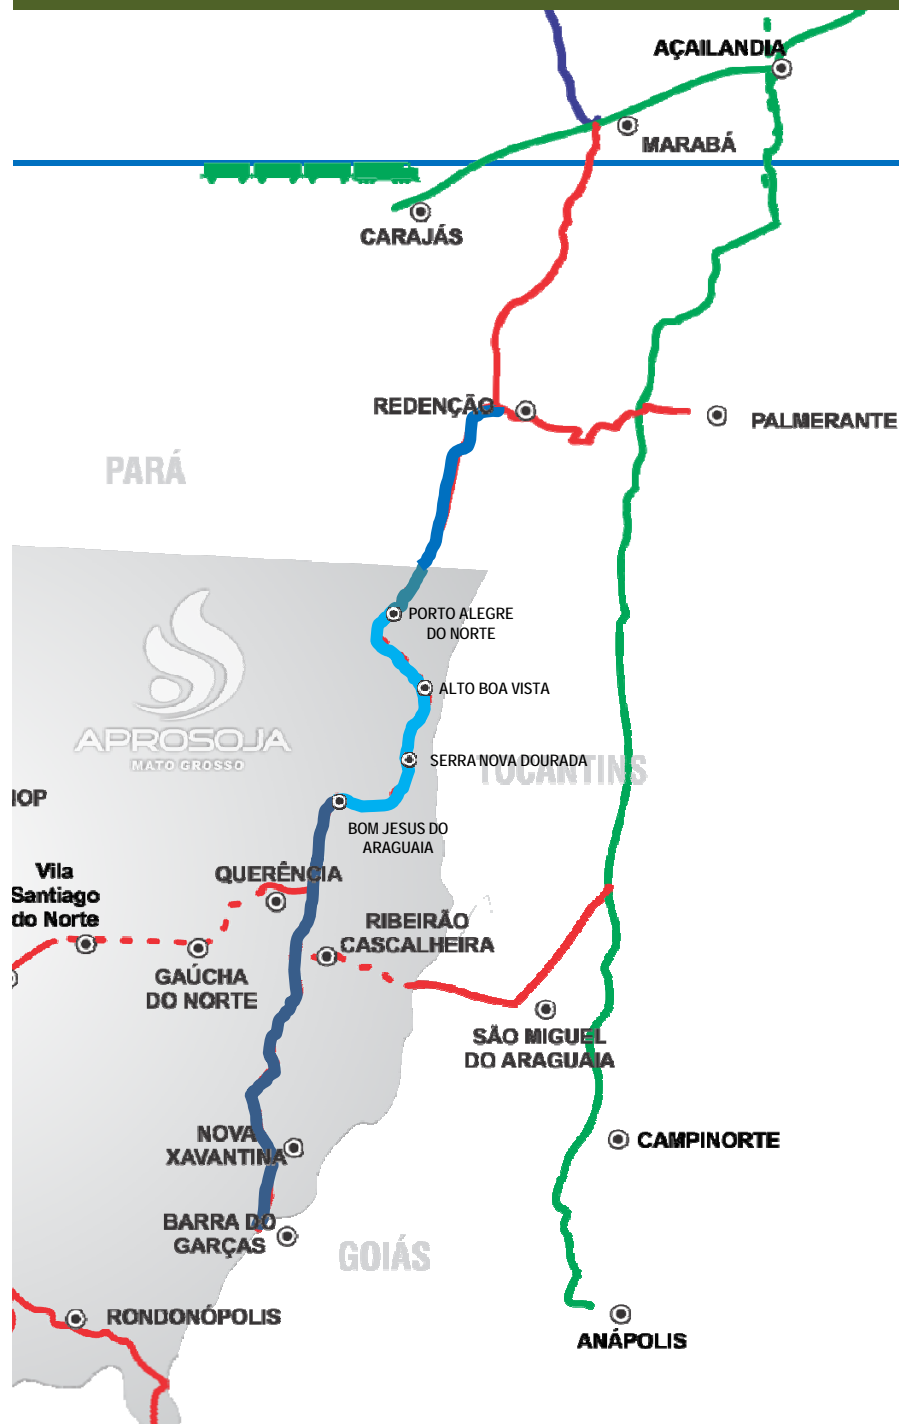 AÇAILANDIA
MARABÁ
CARAJÁS
REDENÇÃO
PALMERANTE
PARÁ
PORTO ALEGRE
DO NORTE
ALTO BOA VISTA
APROSOJA
MATO GROSSO
SERRA NOVA DOURADA
TOCANTINS
IOP
BOM JESUS DO
ARAGUAIA
Vila
Santiago
do Norte
QUERÊNCIA
RIBEIRÃO
CASCALHEIRA
GAÚCHA
DO NORTE
SÃO MIGUEL
DO ARAGUAIA
NOVA
XAVANTINA
CAMPINORTE
BARRA DO
GARÇAS
GOIÁS
RONDONÓPOLIS
ANÁPOLIS